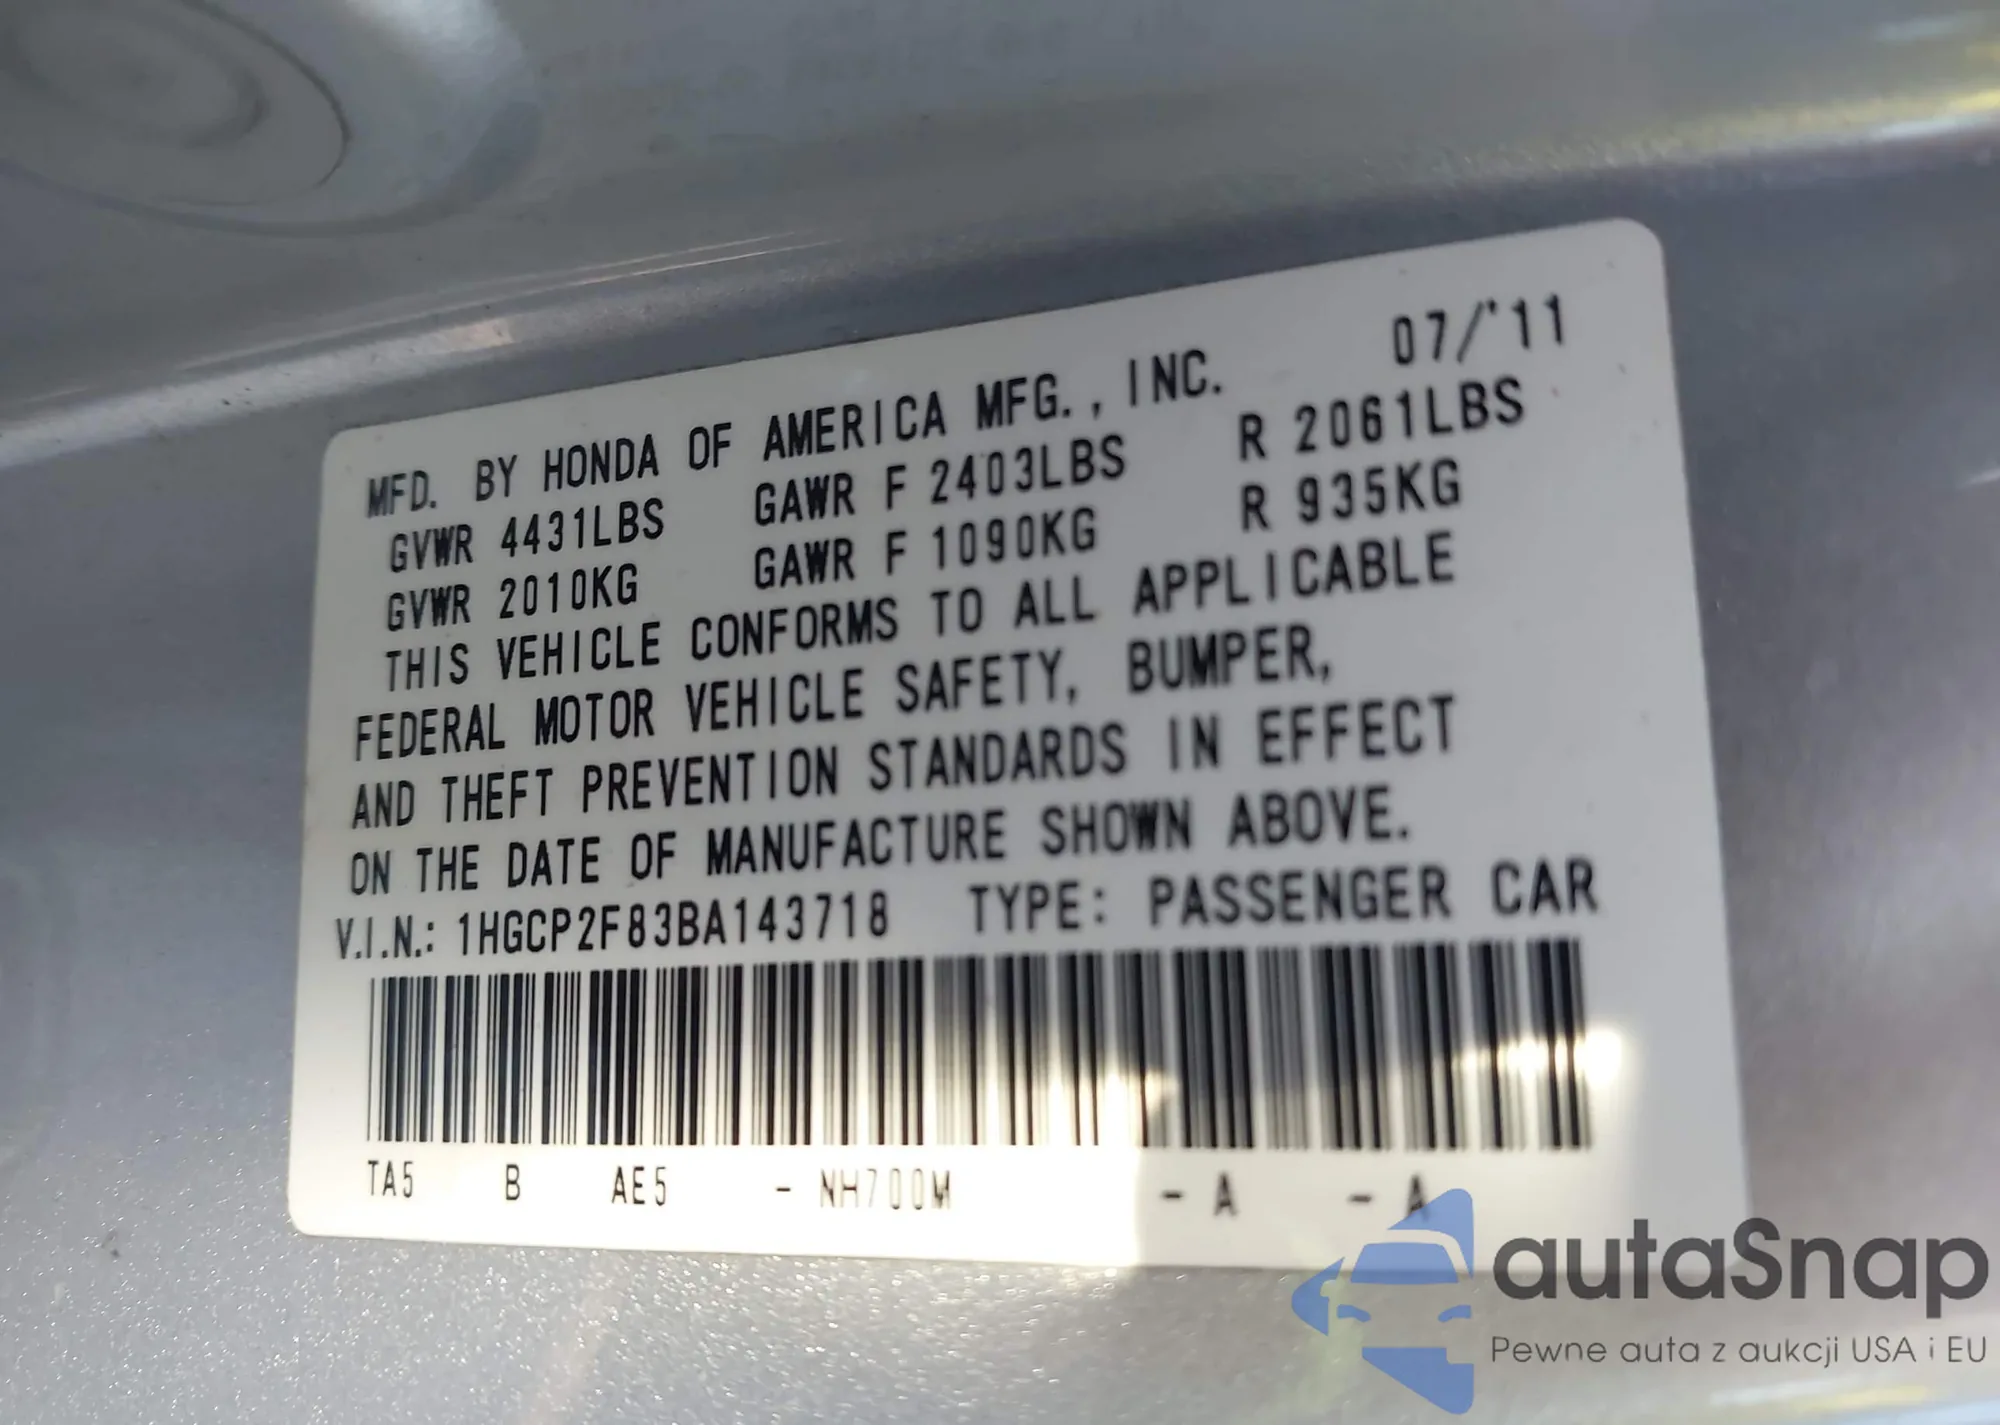 MFD. BY HONDA OF AMERICA MFG., INC. 07/'11
GVWR 4431LBS GAWR F 2403LBS R 2061LBS
GVWR 2010KG GAWR F 1090KG R 935KG
THIS VEHICLE CONFORMS TO ALL APPLICABLE
FEDERAL MOTOR VEHICLE SAFETY, BUMPER,
AND THEFT PREVENTION STANDARDS IN EFFECT
ON THE DATE OF MANUFACTURE SHOWN ABOVE.
V.I.N.: 1HGCP2F83BA143718 TYPE: PASSENGER CAR
TA5 B AE5 - NH700M - A - A
autaSnap
Pewne auta z aukcji USA i EU